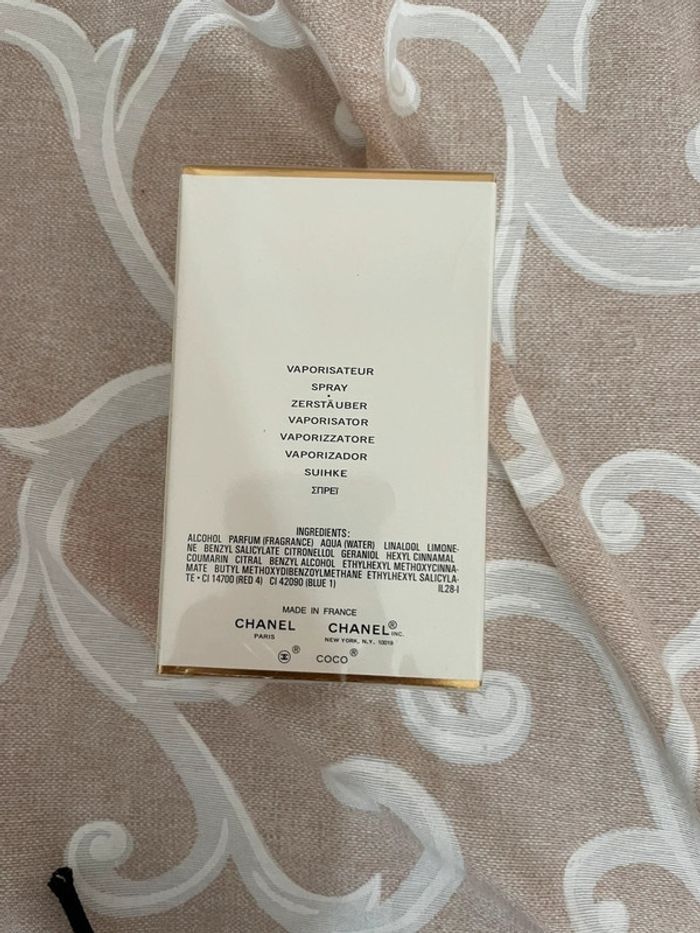 VAPORISATEUR
SPRAY
ZERSTÄUBER
VAPORISATOR
VAPORIZZATORE
VAPORIZADOR
SUIHKE
ΣΠΡΕΪ
INGREDIENTS:
ALCOHOL PARFUM (FRAGRANCE) AQUA (WATER) LINALOOL LIMONE-
NE BENZYL SALICYLATE CITRONELLOL GERANIOL HEXYL CINNAMAL
COUMARIN CITRAL BENZYL ALCOHOL ETHYLHEXYL METHOXYCINNA-
MATE BUTYL METHOXYDIBENZOYLMETHANE ETHYLHEXYL SALICYLA-
TE • CI 14700 (RED 4) CI 42090 (BLUE 1)
IL28-I
MADE IN FRANCE
CHANEL CHANEL® INC.
PARIS NEW YORK, N.Y. 10019
® COCO®